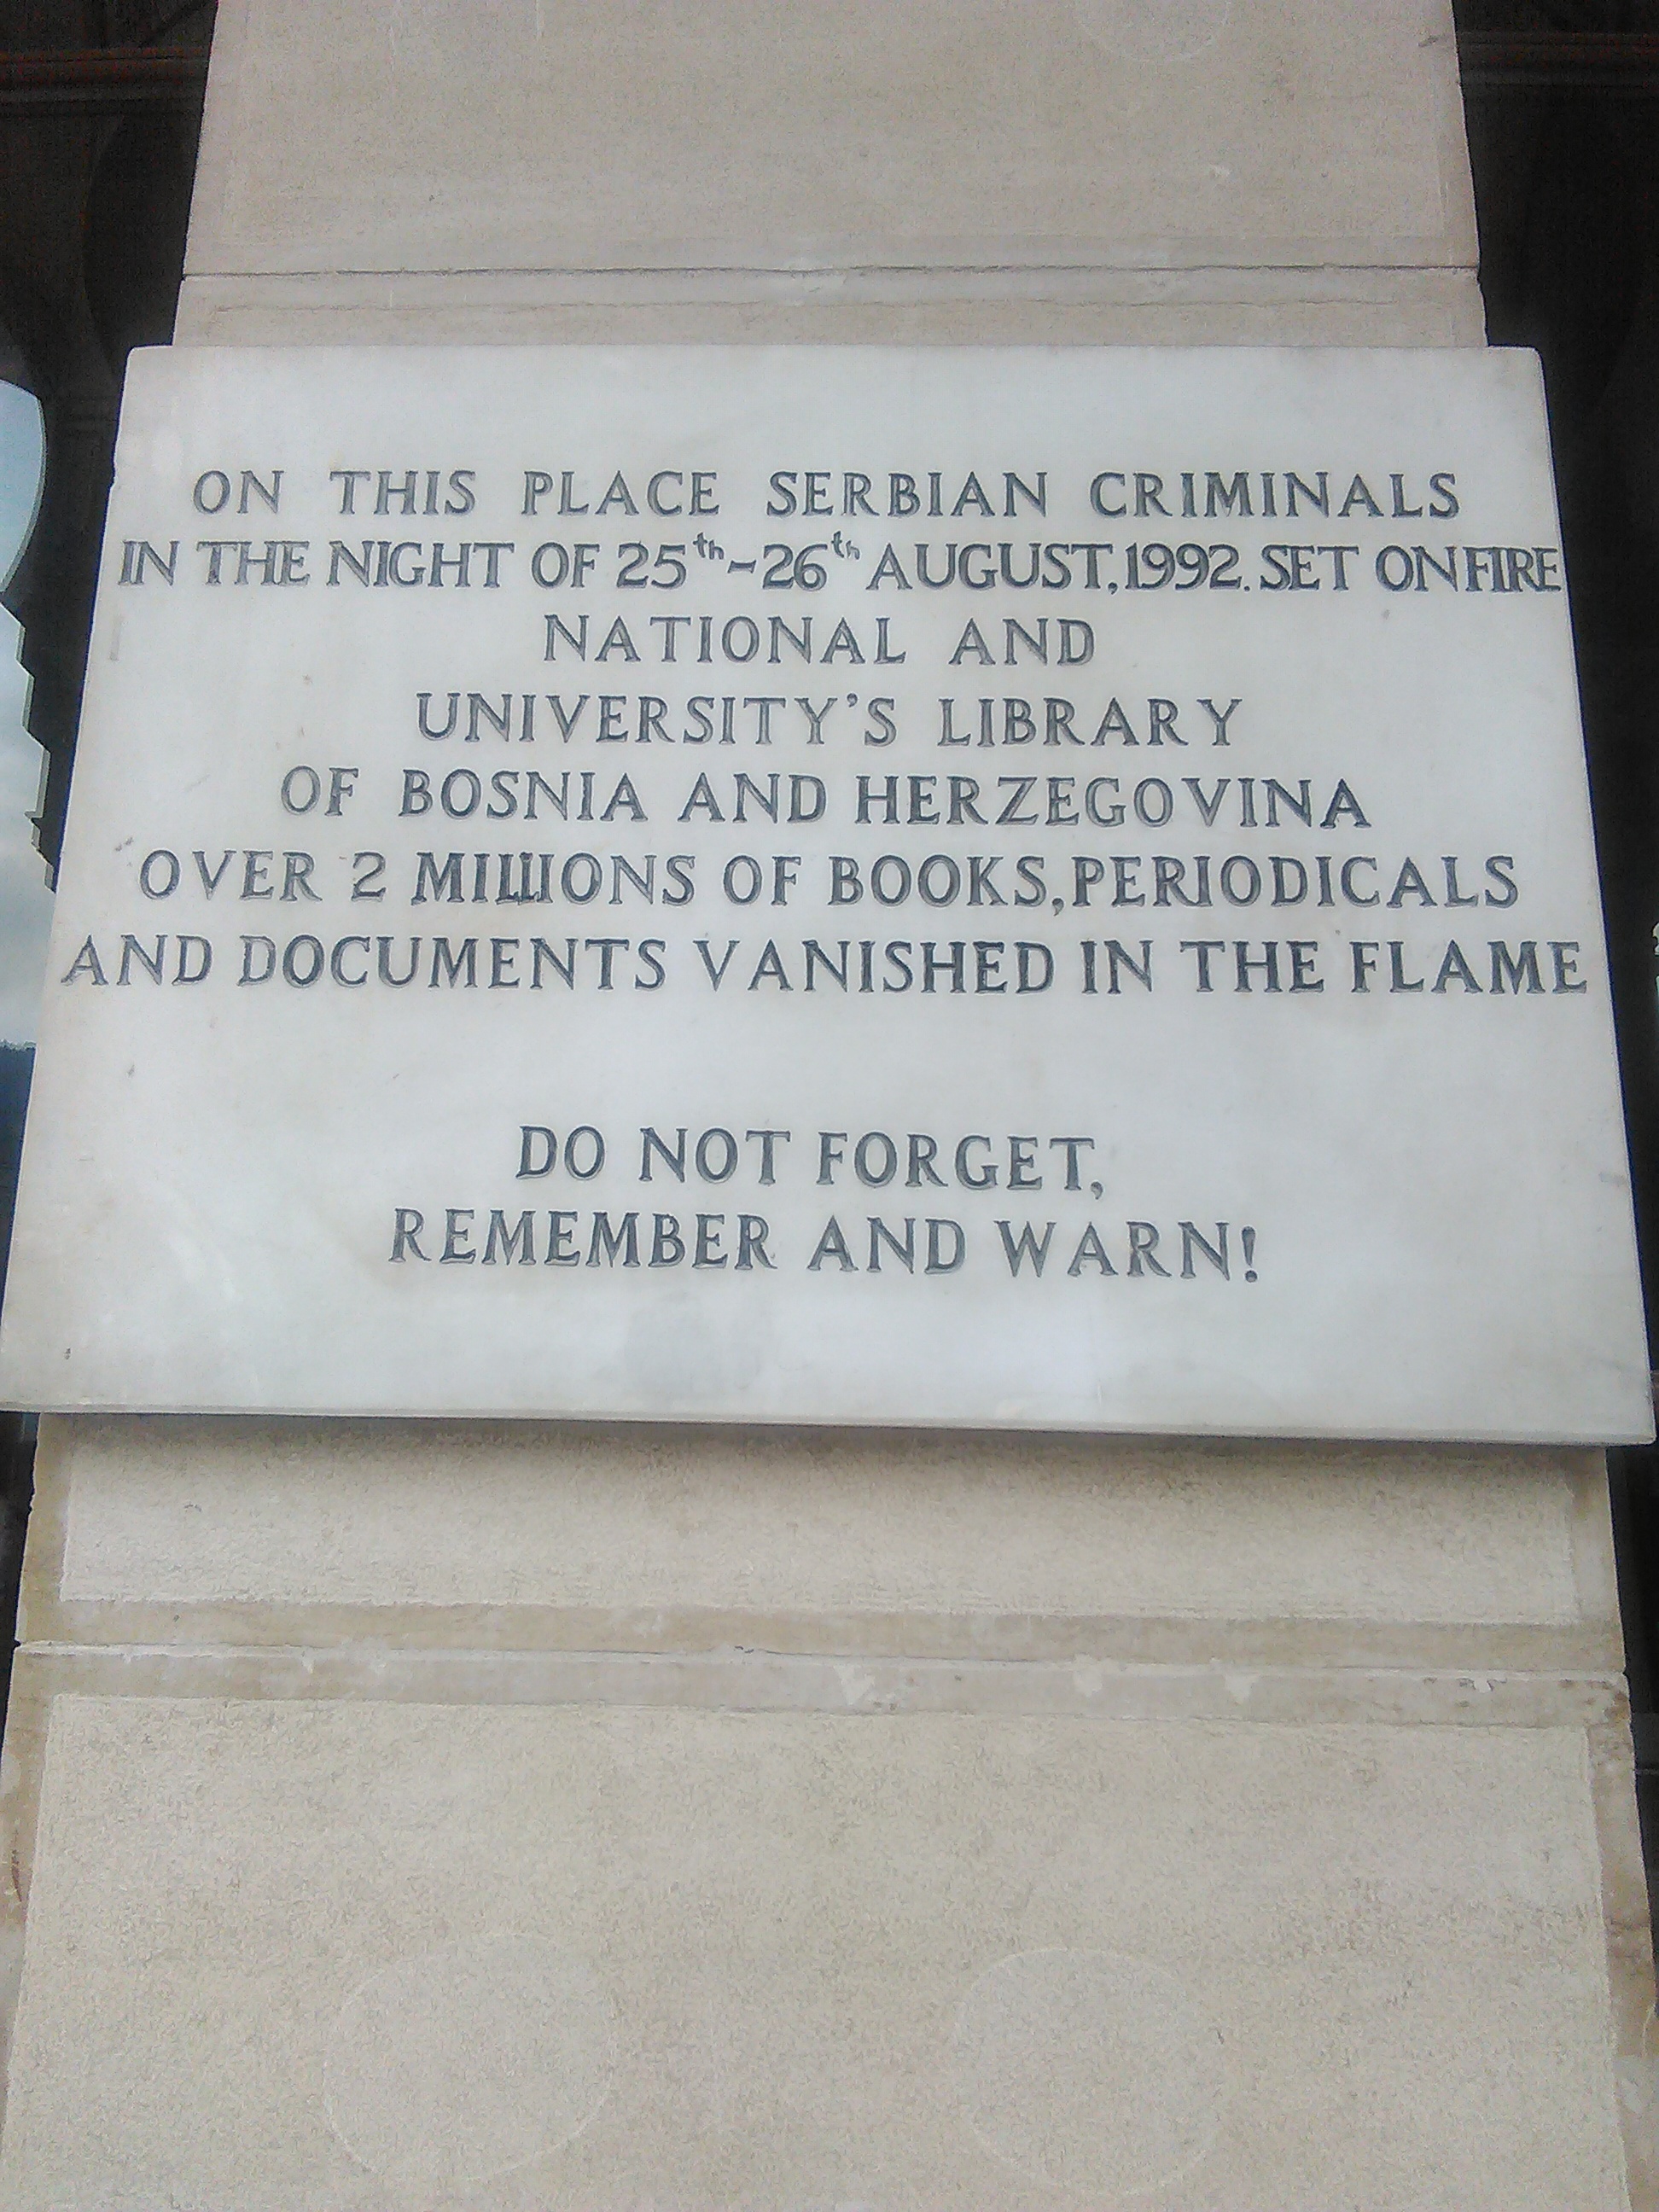 ON THIS PLACE SERBIAN CRIMINALS
IN THE NIGHT OF 25th-26th AUGUST, 1992. SET ON FIRE
NATIONAL AND
UNIVERSITY'S LIBRARY
OF BOSNIA AND HERZEGOVINA
OVER 2 MILLIONS OF BOOKS, PERIODICALS
AND DOCUMENTS VANISHED IN THE FLAME
DO NOT FORGET,
REMEMBER AND WARN!